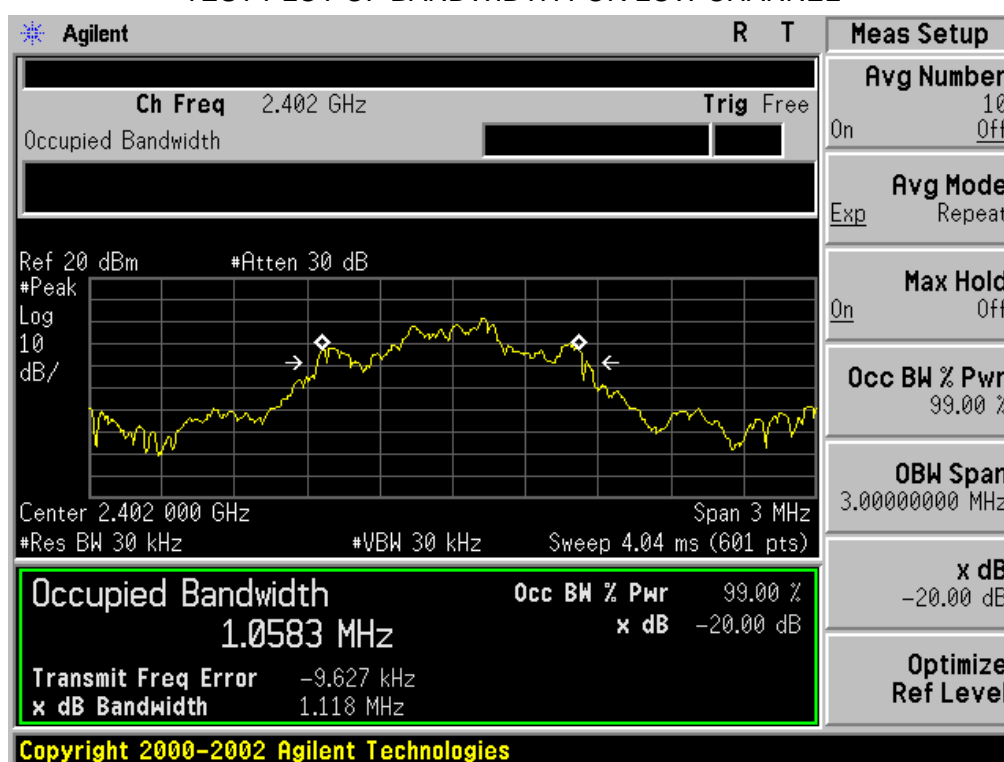 Agilent R T
Ch Freq 2.402 GHz Trig Free
Occupied Bandwidth
Ref 20 dBm #Atten 30 dB
#Peak
Log
10
dB/
Center 2.402 000 GHz Span 3 MHz
#Res BW 30 kHz #VBW 30 kHz Sweep 4.04 ms (601 pts)
Occupied Bandwidth Occ BW % Pwr 99.00 %
1.0583 MHz x dB -20.00 dB
Transmit Freq Error -9.627 kHz
x dB Bandwidth 1.118 MHz
Copyright 2000-2002 Agilent Technologies
Meas Setup
Avg Number
10
On Off
Avg Mode
Exp Repeat
Max Hold
On Off
Occ BW % Pwr
99.00 %
OBW Span
3.00000000 MHz
x dB
-20.00 dB
Optimize
Ref Level